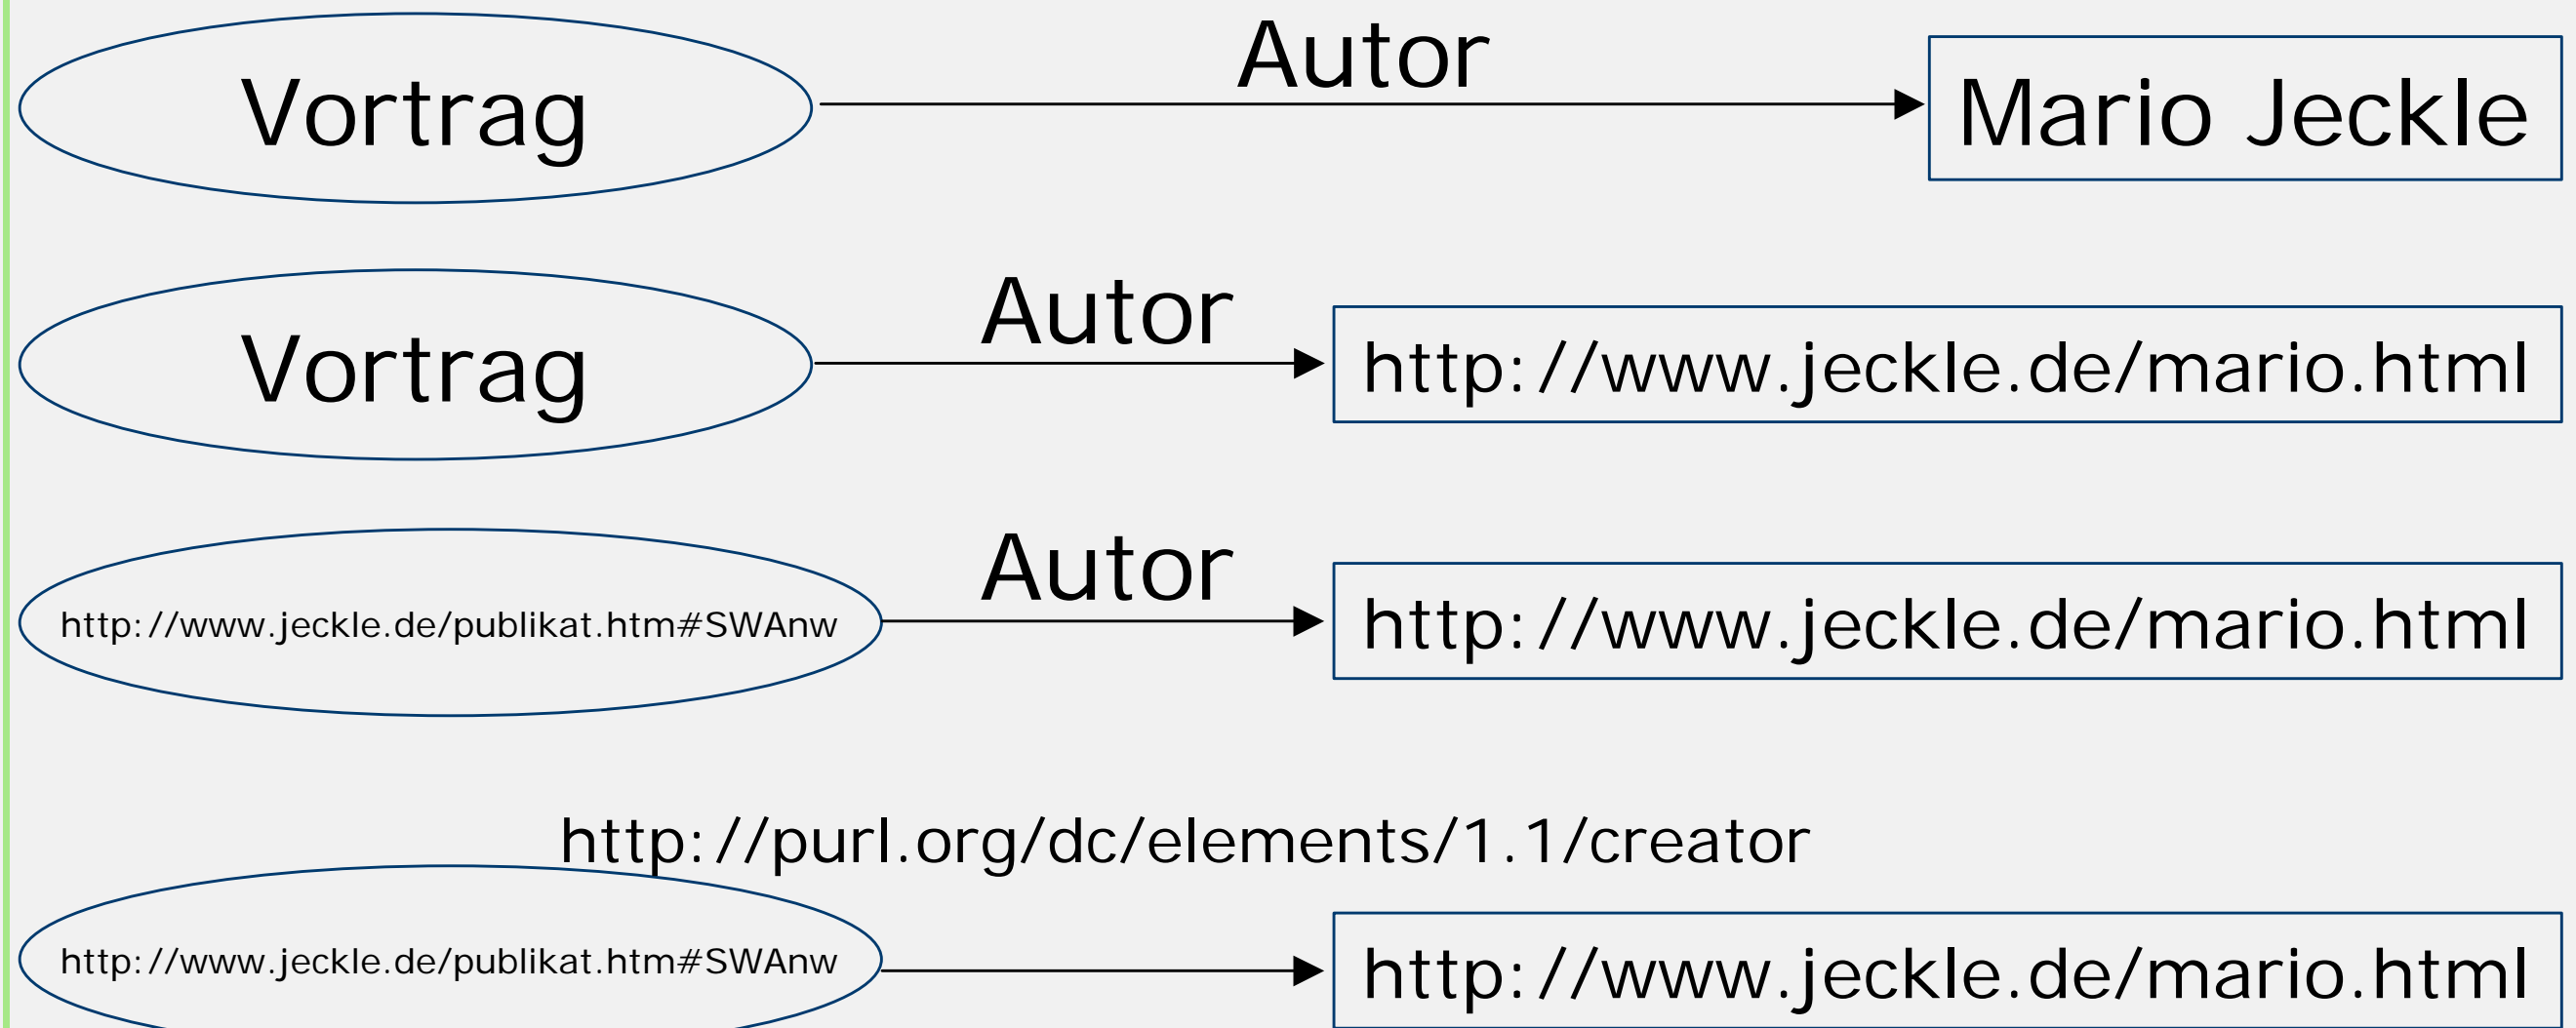 Vortrag Autor Mario Jeckle
Vortrag Autor http://www.jeckle.de/mario.html
http://www.jeckle.de/publikat.htm#SWAnw Autor http://www.jeckle.de/mario.html
http://purl.org/dc/elements/1.1/creator
http://www.jeckle.de/publikat.htm#SWAnw http://www.jeckle.de/mario.html